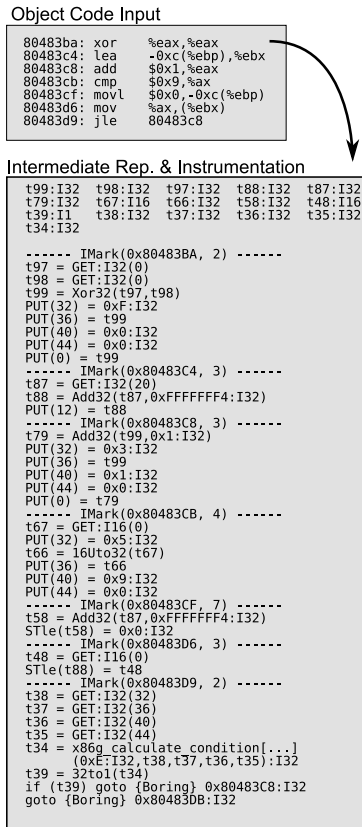 Object Code Input
80483ba: xor %eax,%eax
80483c4: lea -0xc(%ebp),%ebx
80483c8: add $0x1,%eax
80483cb: cmp $0x9,%ax
80483cf: movl $0x0,-0xc(%ebp)
80483d6: mov %ax,(%ebx)
80483d9: jle 80483c8
Intermediate Rep. & Instrumentation
t99:I32 t98:I32 t97:I32 t88:I32 t87:I32
t79:I32 t67:I16 t66:I32 t58:I32 t48:I16
t39:I1 t38:I32 t37:I32 t36:I32 t35:I32
t34:I32
------ IMark(0x80483BA, 2) ------
t97 = GET:I32(0)
t98 = GET:I32(0)
t99 = Xor32(t97,t98)
PUT(32) = 0xF:I32
PUT(36) = t99
PUT(40) = 0x0:I32
PUT(44) = 0x0:I32
PUT(0) = t99
------ IMark(0x80483C4, 3) ------
t87 = GET:I32(20)
t88 = Add32(t87,0xFFFFFFF4:I32)
PUT(12) = t88
------ IMark(0x80483C8, 3) ------
t79 = Add32(t99,0x1:I32)
PUT(32) = 0x3:I32
PUT(36) = t99
PUT(40) = 0x1:I32
PUT(44) = 0x0:I32
PUT(0) = t79
------ IMark(0x80483CB, 4) ------
t67 = GET:I16(0)
PUT(32) = 0x5:I32
t66 = 16Uto32(t67)
PUT(36) = t66
PUT(40) = 0x9:I32
PUT(44) = 0x0:I32
------ IMark(0x80483CF, 7) ------
t58 = Add32(t87,0xFFFFFFF4:I32)
STle(t58) = 0x0:I32
------ IMark(0x80483D6, 3) ------
t48 = GET:I16(0)
STle(t88) = t48
------ IMark(0x80483D9, 2) ------
t38 = GET:I32(32)
t37 = GET:I32(36)
t36 = GET:I32(40)
t35 = GET:I32(44)
t34 = x86g_calculate_condition[...]
(0xE:I32,t38,t37,t36,t35):I32
t39 = 32to1(t34)
if (t39) goto {Boring} 0x80483C8:I32
goto {Boring} 0x80483DB:I32